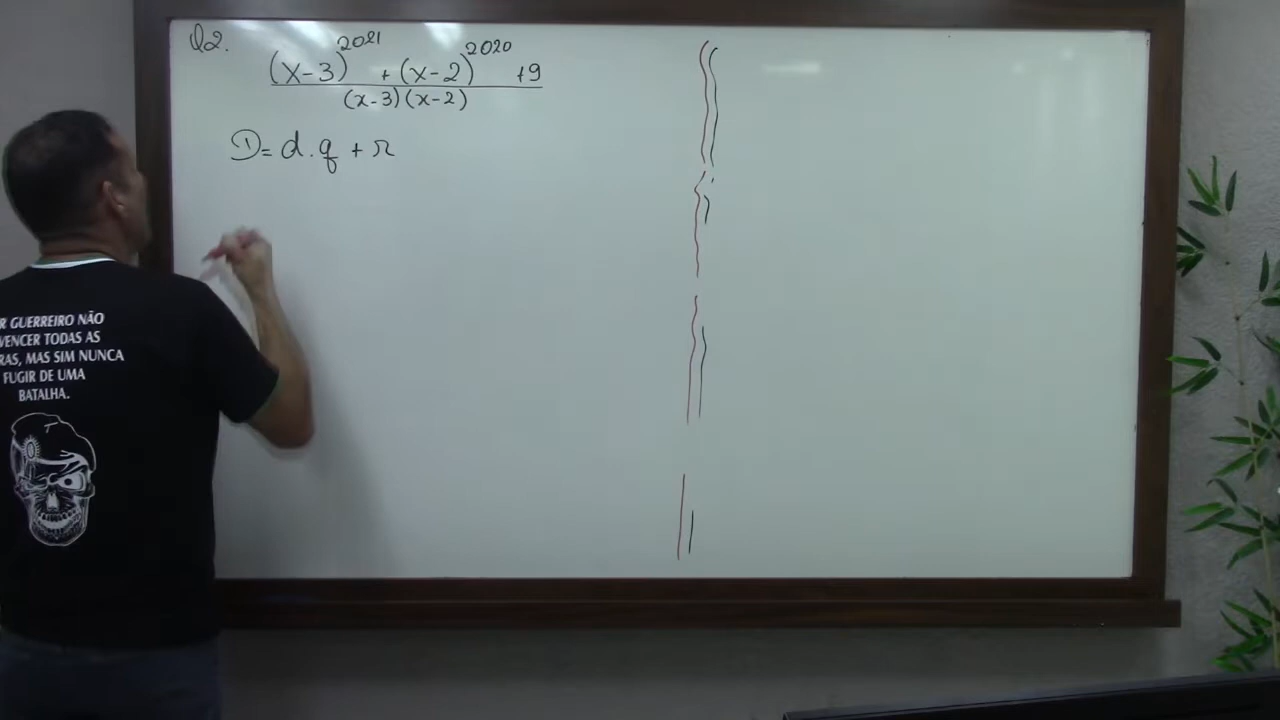 Q2.
(x-3)^2021 + (x-2)^2020 +9
(x-3)(x-2)
D= d.q + r
R GUERREIRO NÃO
VENCER TODAS AS
RAS, MAS SIM NUNCA
FUGIR DE UMA
BATALHA.